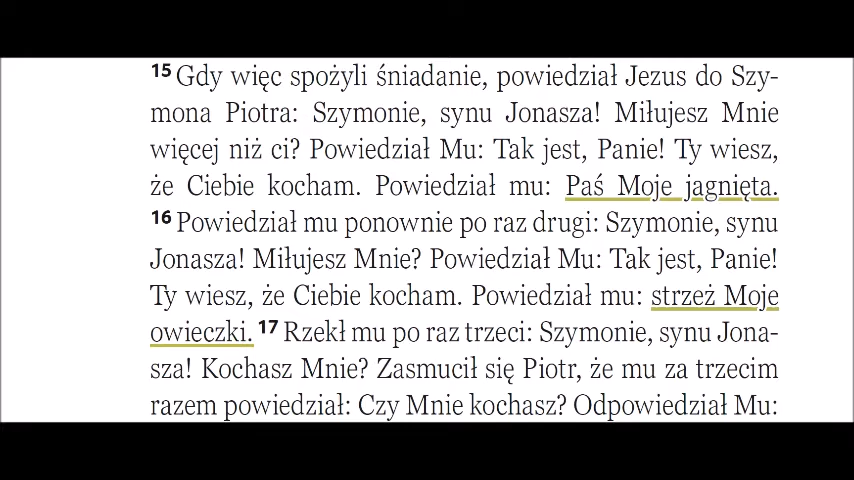 15 Gdy więc spożyli śniadanie, powiedział Jezus do Szy-
mona Piotra: Szymonie, synu Jonasza! Miłujesz Mnie
więcej niż ci? Powiedział Mu: Tak jest, Panie! Ty wiesz,
że Ciebie kocham. Powiedział mu: Paś Moje jagnięta.
16 Powiedział mu ponownie po raz drugi: Szymonie, synu
Jonasza! Miłujesz Mnie? Powiedział Mu: Tak jest, Panie!
Ty wiesz, że Ciebie kocham. Powiedział mu: strzeż Moje
owieczki. 17 Rzekł mu po raz trzeci: Szymonie, synu Jona-
sza! Kochasz Mnie? Zasmucił się Piotr, że mu za trzecim
razem powiedział: Czy Mnie kochasz? Odpowiedział Mu: